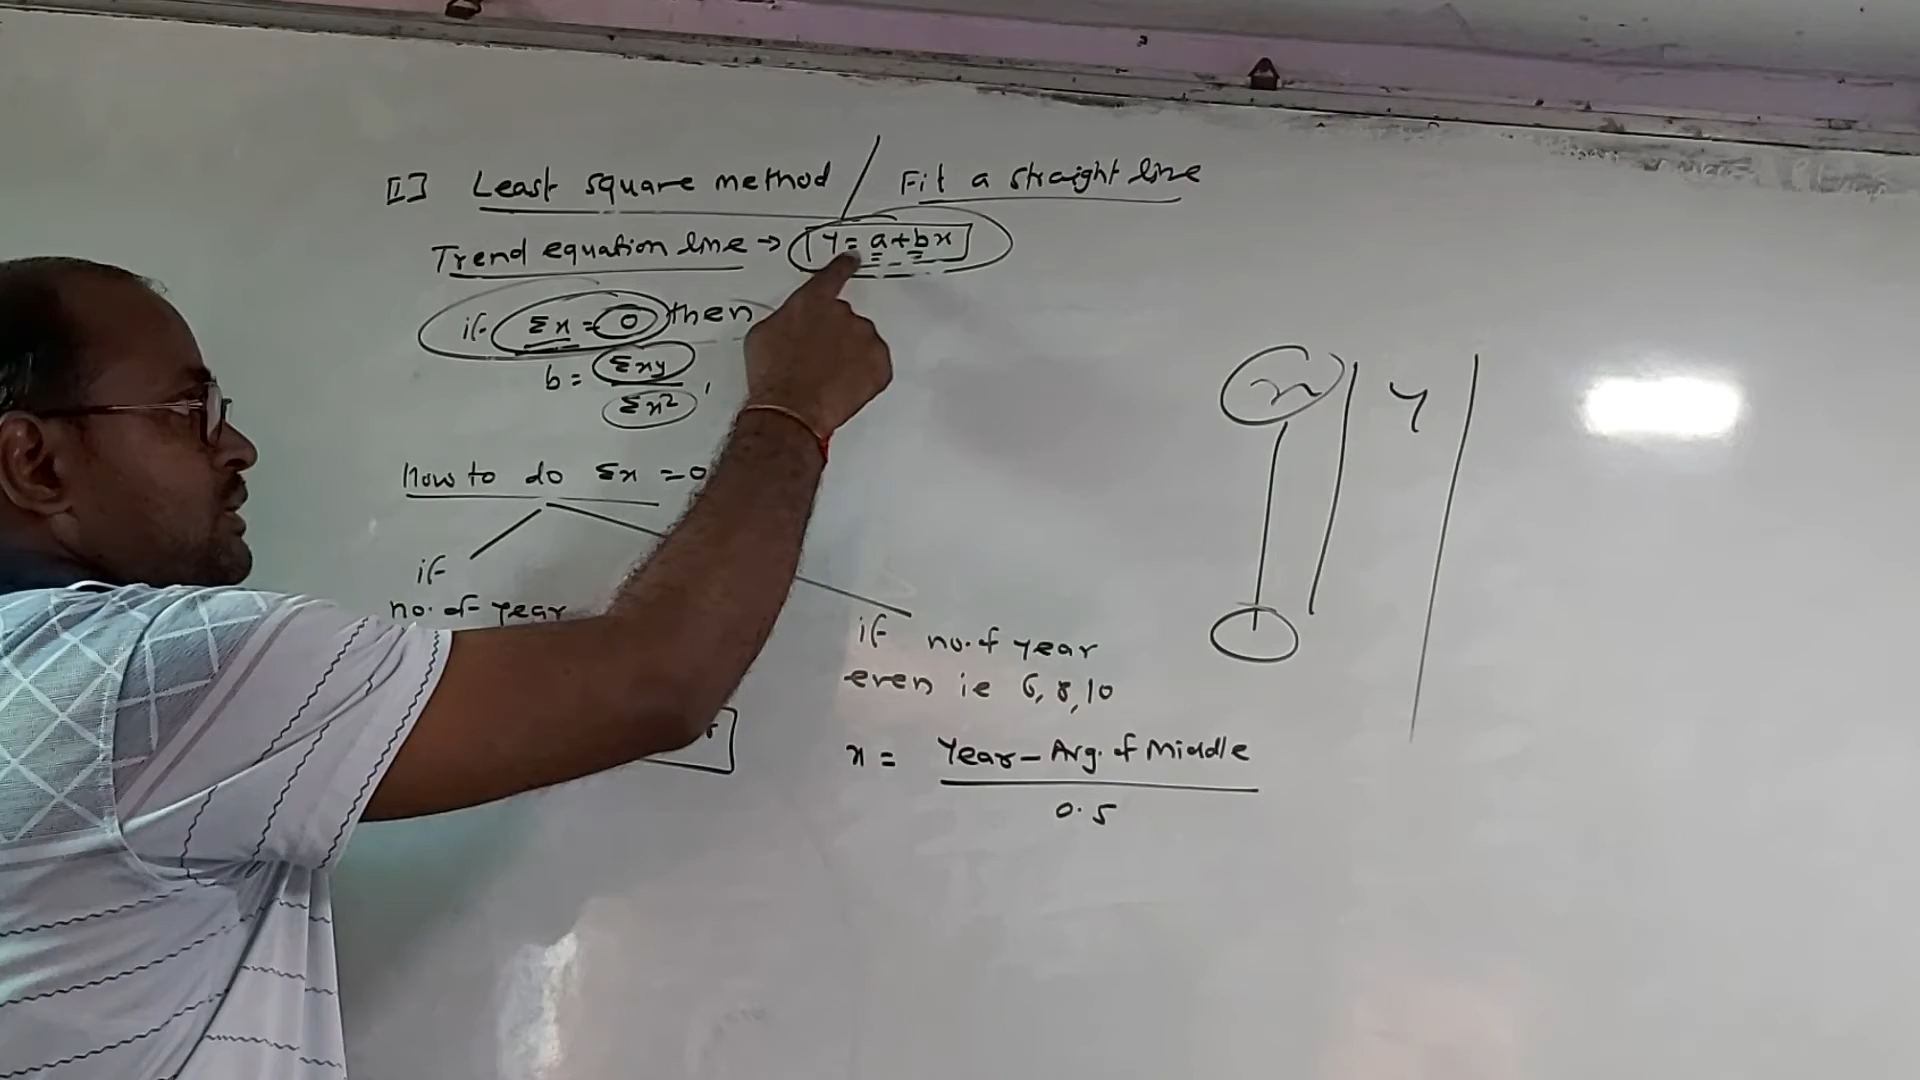 [I] Least square method / Fit a straight line
Trend equation line → Y = a + bx
if Σx = 0 then
b = Σxy / Σx² ,
How to do Σx = 0
if
no. of year
if no. of year
even ie 6, 8, 10
x = Year - Avg. of Middle / 0.5
x Y